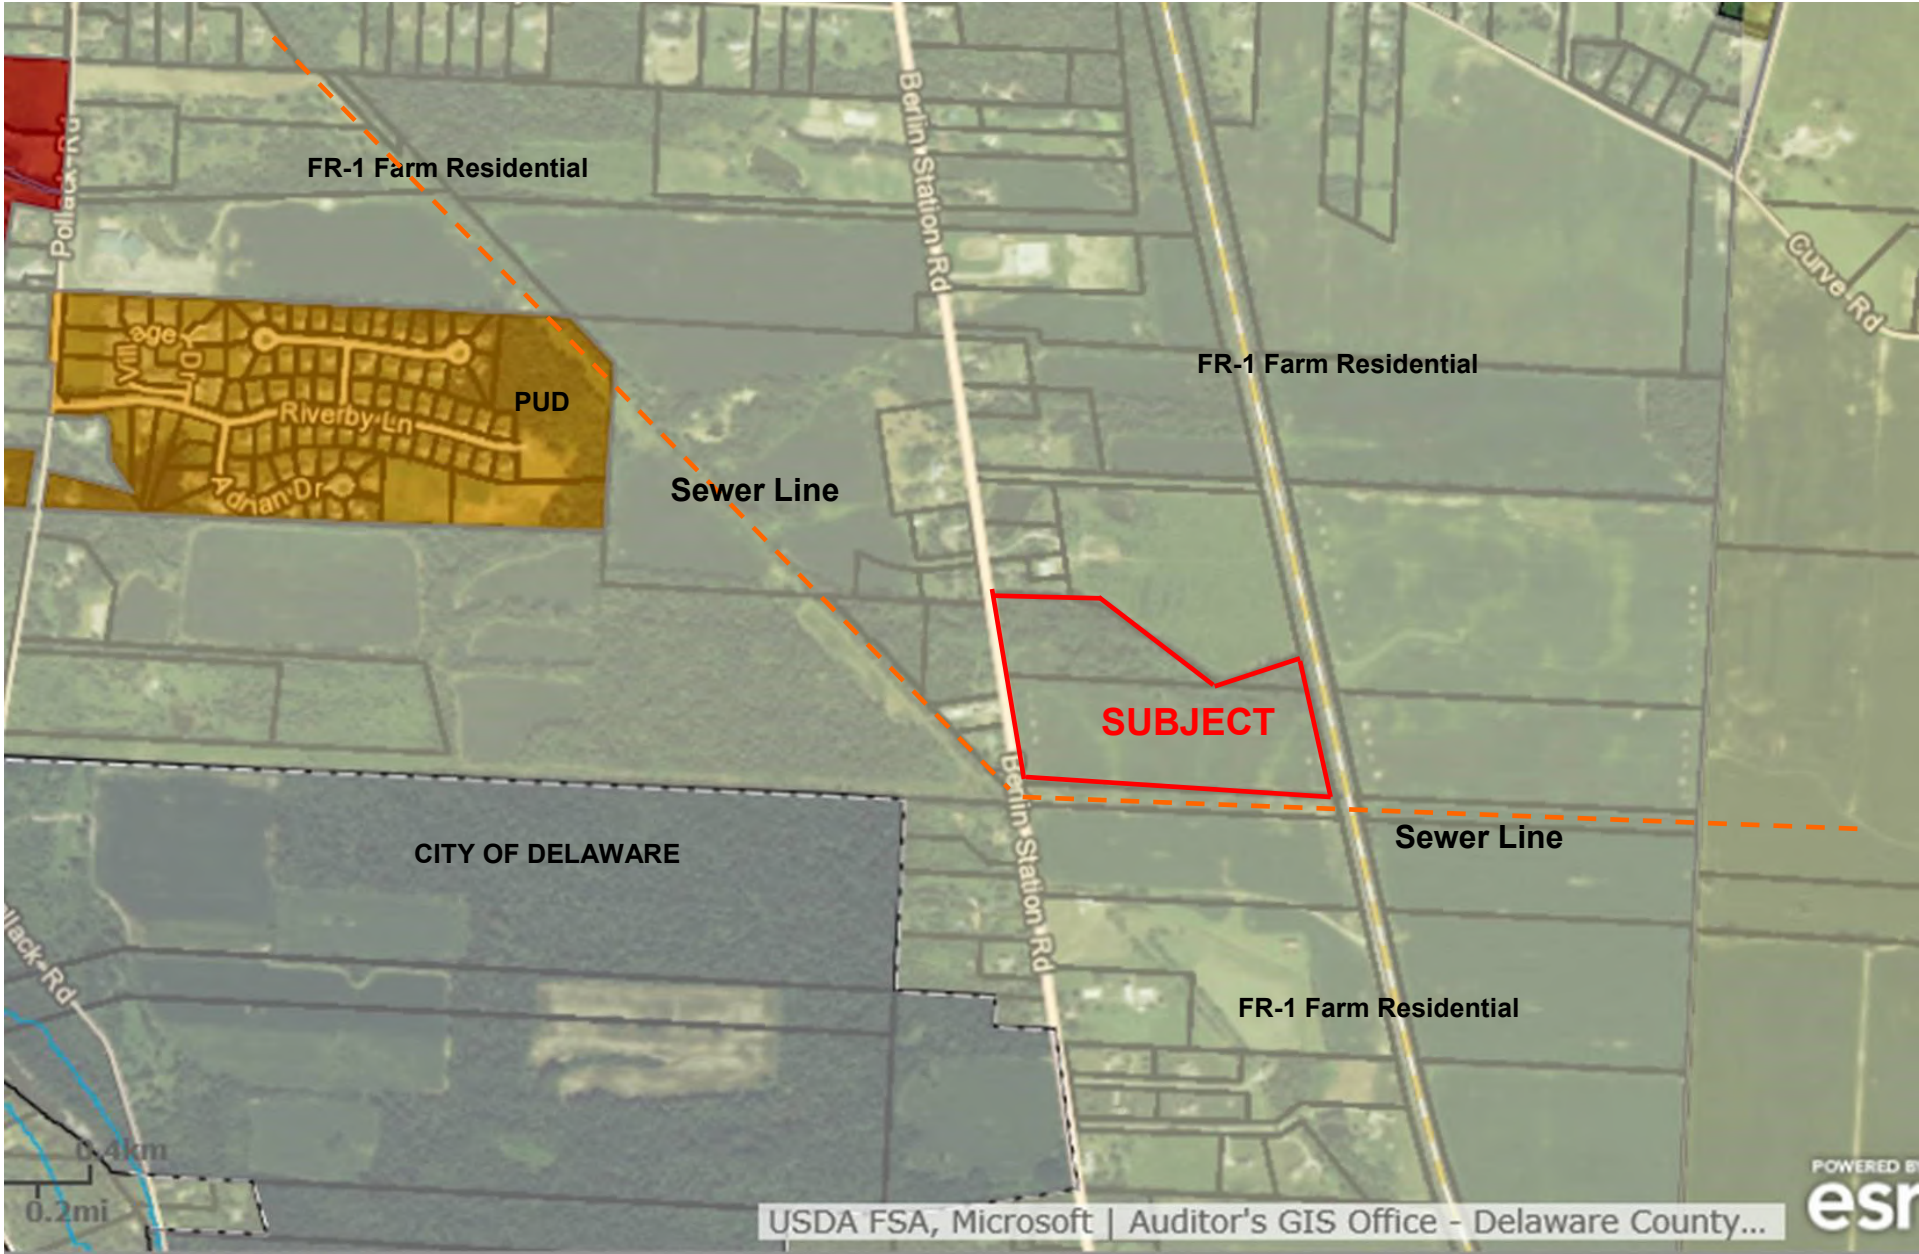 Berlin Station Rd
Pollack Rd
FR-1 Farm Residential
Curve Rd
Village Dr
PUD
Riverby Ln
Adrian Dr
FR-1 Farm Residential
Sewer Line
SUBJECT
Berlin Station Rd
Sewer Line
CITY OF DELAWARE
llack Rd
FR-1 Farm Residential
0.4km
0.2mi
POWERED BY
esr
USDA FSA, Microsoft | Auditor's GIS Office - Delaware County...